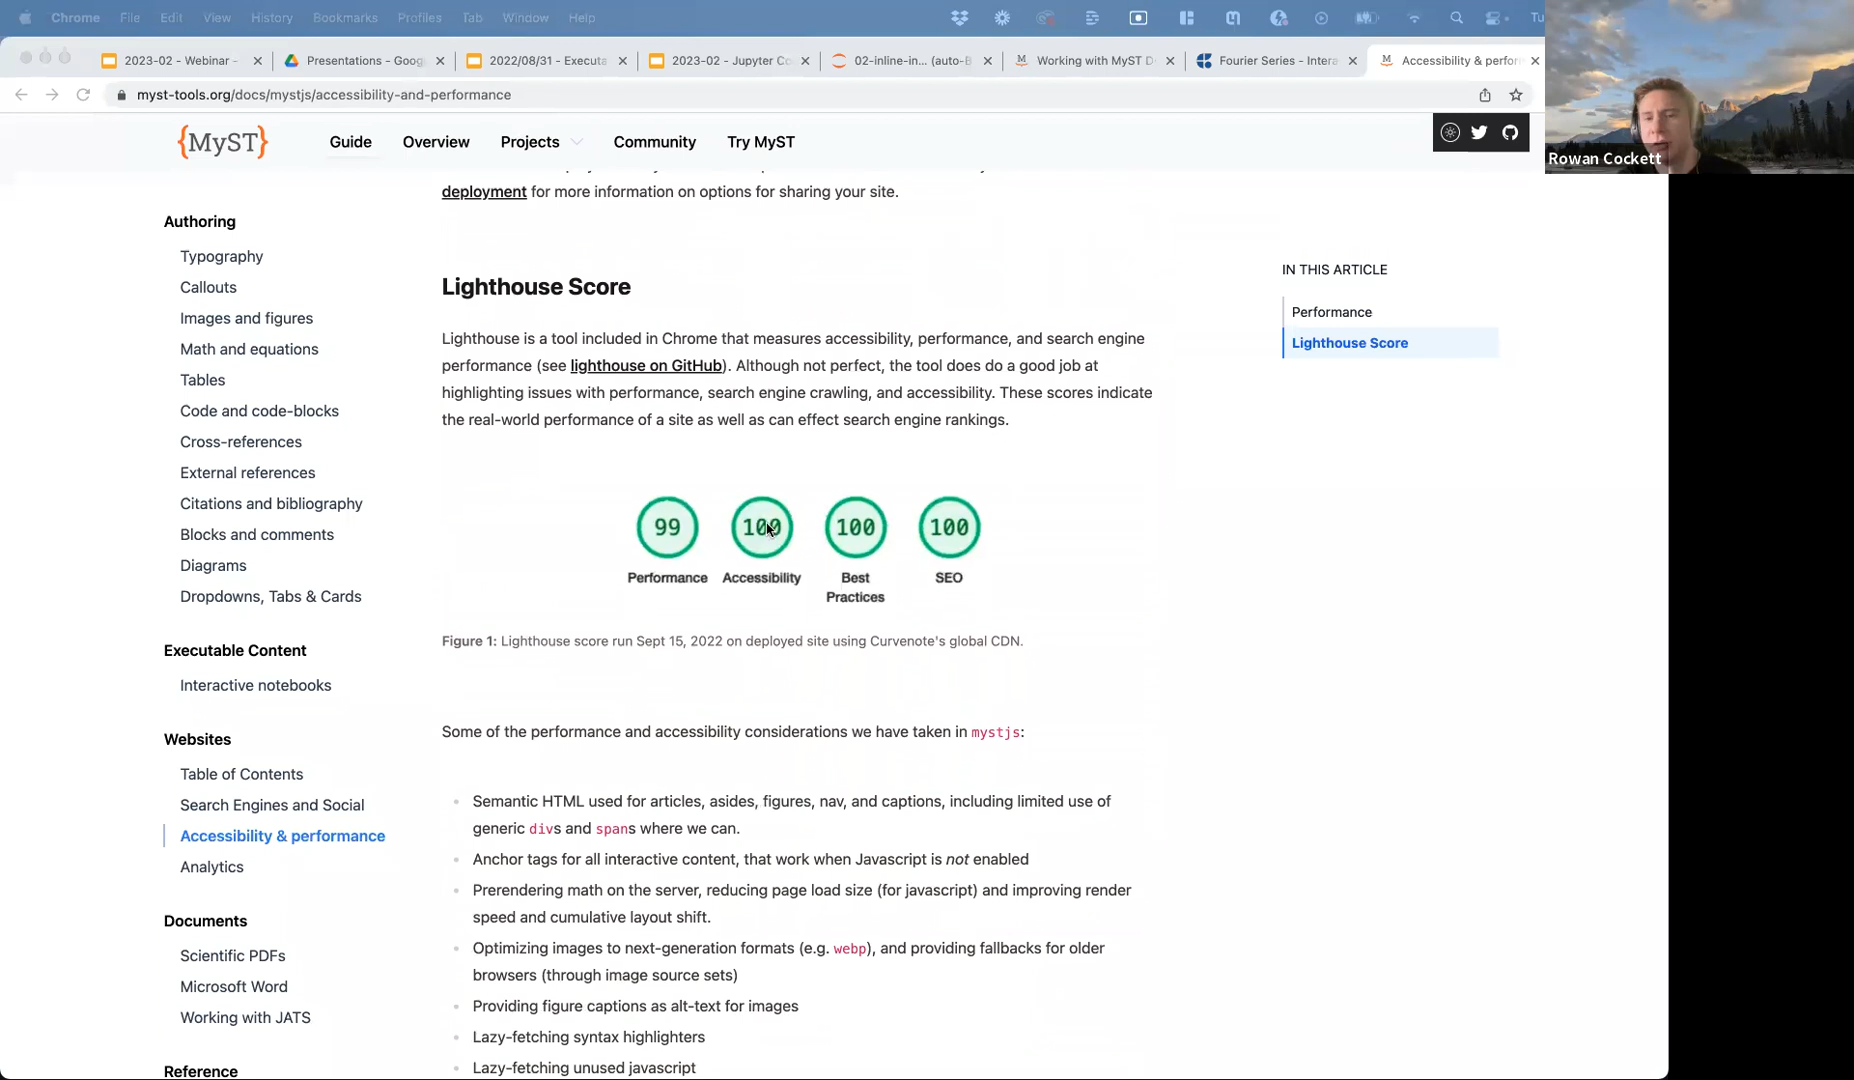 Chrome File Edit View History Bookmarks Profiles Tab Window Help Tu
2023-02 - Webinar - Presentations - Goog 2022/08/31 - Executa 2023-02 - Jupyter Co 02-inline-in... (auto-B Working with MyST D Fourier Series - Intera Accessibility & perfor
myst-tools.org/docs/mystjs/accessibility-and-performance
Rowan Cockett
{MyST} Guide Overview Projects Community Try MyST
deployment for more information on options for sharing your site.
Authoring
Typography
Callouts
Images and figures
Math and equations
Tables
Code and code-blocks
Cross-references
External references
Citations and bibliography
Blocks and comments
Diagrams
Dropdowns, Tabs & Cards
Executable Content
Interactive notebooks
Websites
Table of Contents
Search Engines and Social
Accessibility & performance
Analytics
Documents
Scientific PDFs
Microsoft Word
Working with JATS
Reference
Lighthouse Score
Lighthouse is a tool included in Chrome that measures accessibility, performance, and search engine
performance (see lighthouse on GitHub). Although not perfect, the tool does do a good job at
highlighting issues with performance, search engine crawling, and accessibility. These scores indicate
the real-world performance of a site as well as can effect search engine rankings.
99 100 100 100
Performance Accessibility Best SEO
Practices
Figure 1: Lighthouse score run Sept 15, 2022 on deployed site using Curvenote's global CDN.
Some of the performance and accessibility considerations we have taken in mystjs:
Semantic HTML used for articles, asides, figures, nav, and captions, including limited use of
generic divs and spans where we can.
Anchor tags for all interactive content, that work when Javascript is not enabled
Prerendering math on the server, reducing page load size (for javascript) and improving render
speed and cumulative layout shift.
Optimizing images to next-generation formats (e.g. webp), and providing fallbacks for older
browsers (through image source sets)
Providing figure captions as alt-text for images
Lazy-fetching syntax highlighters
Lazy-fetching unused javascript
IN THIS ARTICLE
Performance
Lighthouse Score